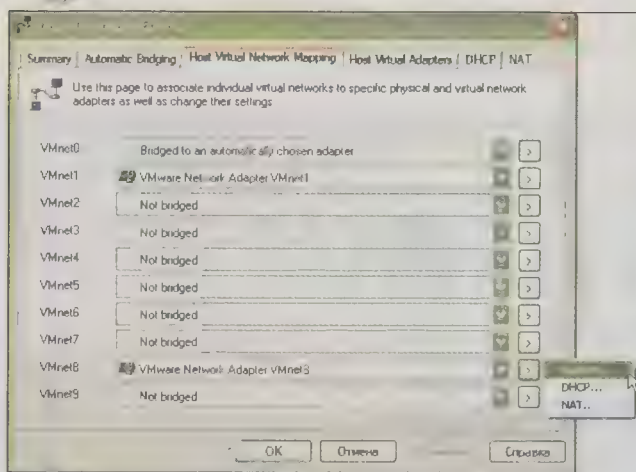 Summary Automatic Bridging Host Virtual Network Mapping Host Virtual Adapters DHCP NAT
Use this page to associate individual virtual networks to specific physical and virtual network
adapters as well as change their settings
VMnet0 Bridged to an automatically chosen adapter >
VMnet1 VMware Network Adapter VMnet1 >
VMnet2 Not bridged >
VMnet3 Not bridged >
VMnet4 Not bridged >
VMnet5 Not bridged >
VMnet6 Not bridged >
VMnet7 Not bridged >
VMnet8 VMware Network Adapter VMnet8 >
VMnet9 Not bridged >
DHCP...
NAT..
OK Отмена Справка